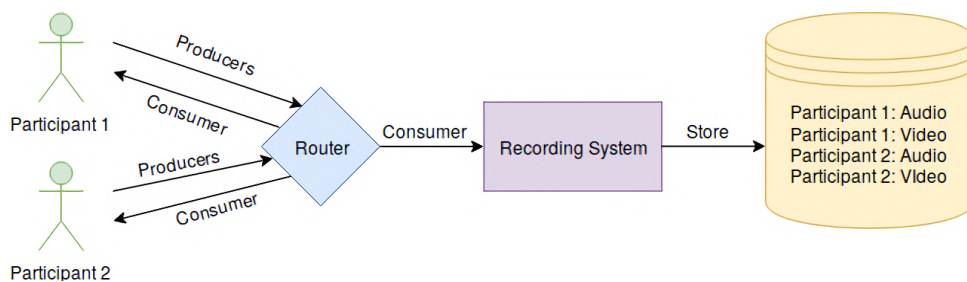 Producers
Consumer
Participant 1
Producers
Consumer
Participant 2
Router
Consumer
Recording System
Store
Participant 1: Audio
Participant 1: Video
Participant 2: Audio
Participant 2: VIdeo